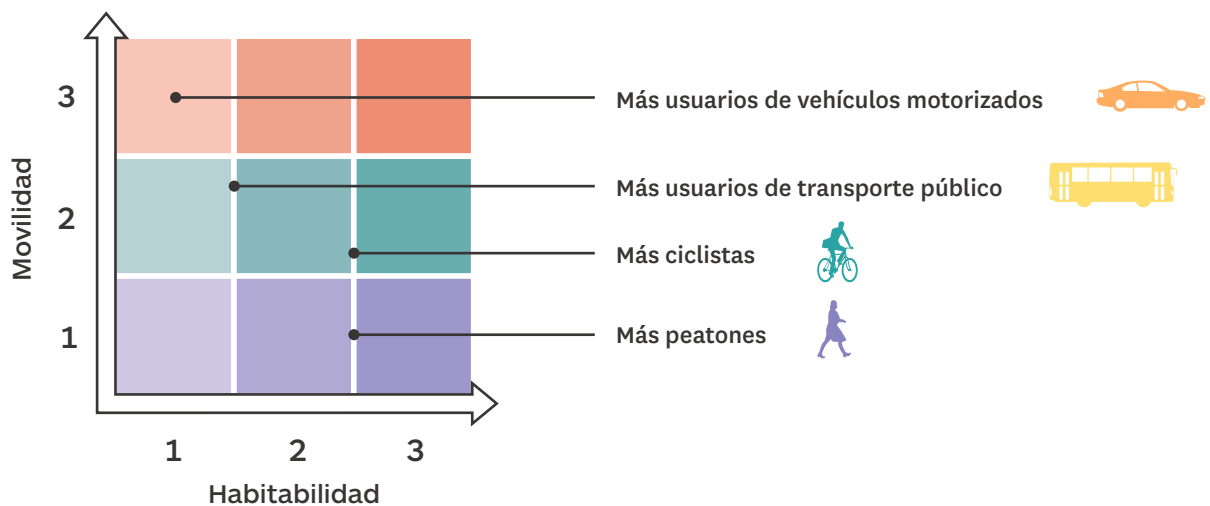 Movilidad
3
2
1
1 2 3
Habitabilidad
Más usuarios de vehículos motorizados
Más usuarios de transporte público
Más ciclistas
Más peatones